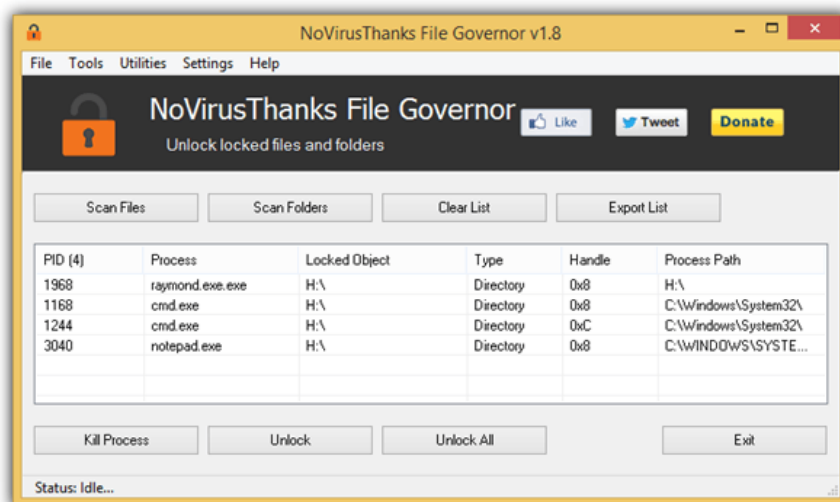 NoVirusThanks File Governor v1.8
File Tools Utilities Settings Help
NoVirusThanks File Governor
Like Tweet Donate
Unlock locked files and folders
Scan Files Scan Folders Clear List Export List
PID (4) Process Locked Object Type Handle Process Path
1968 raymond.exe.exe H:\ Directory 0x8 H:\
1168 cmd.exe H:\ Directory 0x8 C:\Windows\System32\
1244 cmd.exe H:\ Directory 0xC C:\Windows\System32\
3040 notepad.exe H:\ Directory 0x8 C:\WINDOWS\SYSTE...
Kill Process Unlock Unlock All Exit
Status: Idle...